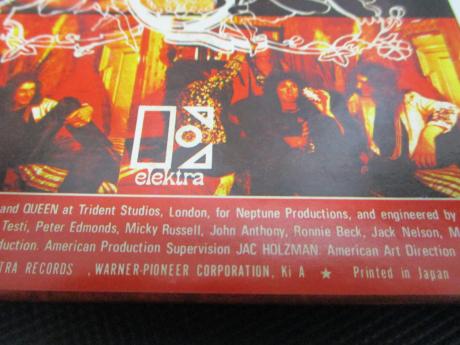 elektra
and QUEEN at Trident Studios, London, for Neptune Productions, and engineered by
Testi, Peter Edmonds, Micky Russell, John Anthony, Ronnie Beck, Jack Nelson, M
duction. American Production Supervision JAC HOLZMAN. American Art Direction
TRA RECORDS , WARNER-PIONEER CORPORATION, Ki A ★ Printed in Japan